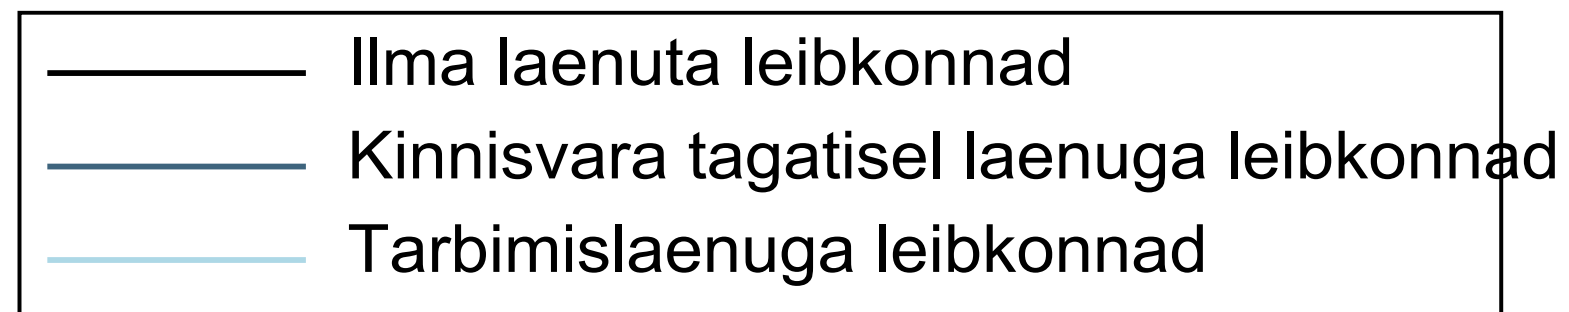 Ilma laenuta leibkonnad
Kinnisvara tagatisel laenuga leibkonnad
Tarbimislaenuga leibkonnad